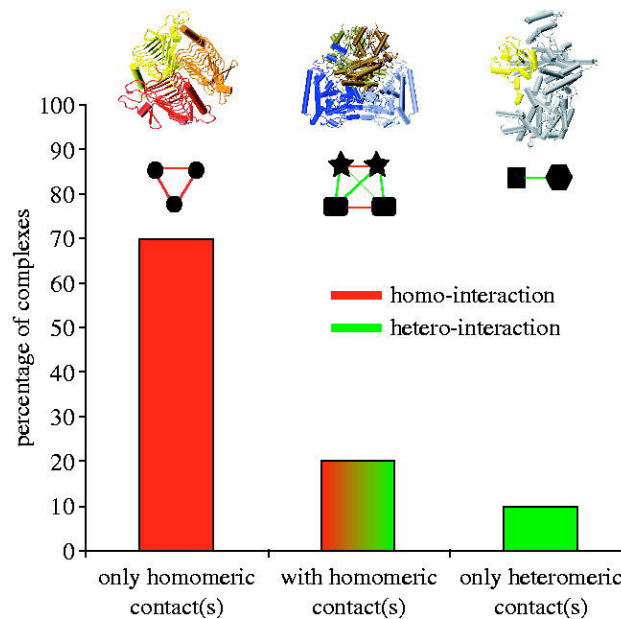 100
90
80
70
60
50
40
30
20
10
0
percentage of complexes
homo-interaction
hetero-interaction
only homomeric
contact(s)
with homomeric
contact(s)
only heteromeric
contact(s)